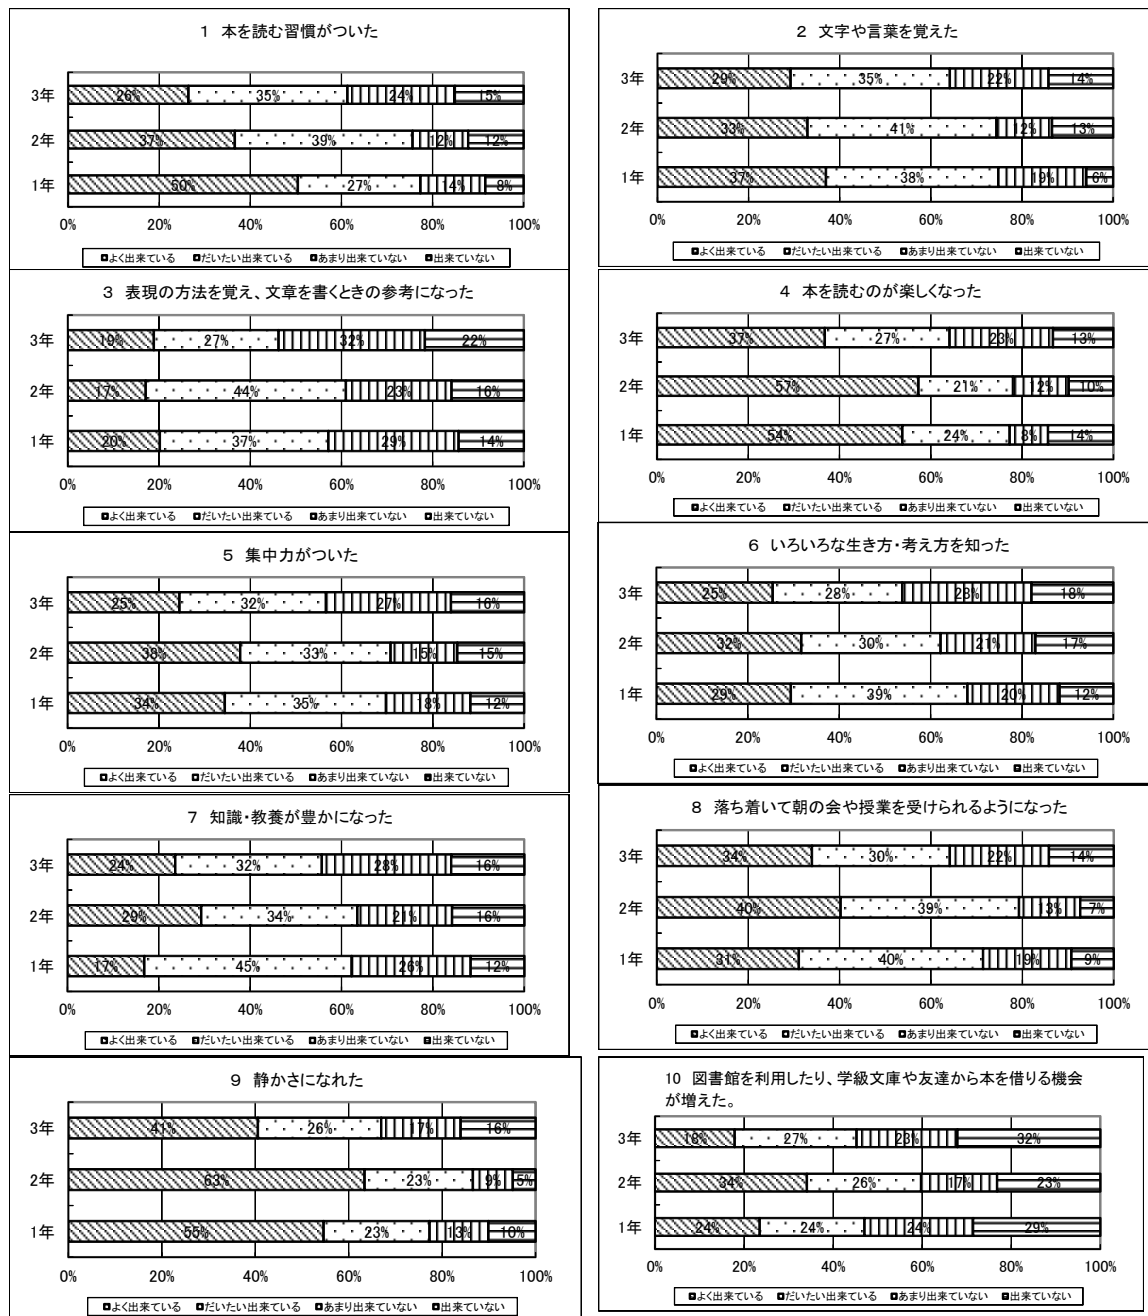 1 本を読む習慣がついた
3年 26% 35% 24% 15%
2年 37% 39% 12% 12%
1年 50% 27% 14% 8%
0% 20% 40% 60% 80% 100%
よく出来ている だいたい出来ている あまり出来ていない 出来ていない
2 文字や言葉を覚えた
3年 29% 35% 22% 14%
2年 33% 41% 12% 13%
1年 37% 38% 19% 6%
0% 20% 40% 60% 80% 100%
よく出来ている だいたい出来ている あまり出来ていない 出来ていない
3 表現の方法を覚え、文章を書くときの参考になった
3年 19% 27% 32% 22%
2年 17% 44% 23% 16%
1年 20% 37% 29% 14%
0% 20% 40% 60% 80% 100%
よく出来ている だいたい出来ている あまり出来ていない 出来ていない
4 本を読むのが楽しくなった
3年 37% 27% 23% 13%
2年 57% 21% 12% 10%
1年 54% 24% 8% 14%
0% 20% 40% 60% 80% 100%
よく出来ている だいたい出来ている あまり出来ていない 出来ていない
5 集中力がついた
3年 25% 32% 27% 16%
2年 38% 33% 15% 15%
1年 34% 35% 18% 12%
0% 20% 40% 60% 80% 100%
よく出来ている だいたい出来ている あまり出来ていない 出来ていない
6 いろいろな生き方・考え方を知った
3年 25% 28% 28% 18%
2年 32% 30% 21% 17%
1年 29% 39% 20% 12%
0% 20% 40% 60% 80% 100%
よく出来ている だいたい出来ている あまり出来ていない 出来ていない
7 知識・教養が豊かになった
3年 24% 32% 28% 16%
2年 29% 34% 21% 16%
1年 17% 45% 26% 12%
0% 20% 40% 60% 80% 100%
よく出来ている だいたい出来ている あまり出来ていない 出来ていない
8 落ち着いて朝の会や授業を受けられるようになった
3年 34% 30% 22% 14%
2年 40% 39% 13% 7%
1年 31% 40% 19% 9%
0% 20% 40% 60% 80% 100%
よく出来ている だいたい出来ている あまり出来ていない 出来ていない
9 静かさになれた
3年 41% 26% 17% 16%
2年 63% 23% 9% 5%
1年 55% 23% 13% 10%
0% 20% 40% 60% 80% 100%
よく出来ている だいたい出来ている あまり出来ていない 出来ていない
10 図書館を利用したり、学級文庫や友達から本を借りる機会
が増えた。
3年 18% 27% 23% 32%
2年 34% 26% 17% 23%
1年 24% 24% 24% 29%
0% 20% 40% 60% 80% 100%
よく出来ている だいたい出来ている あまり出来ていない 出来ていない